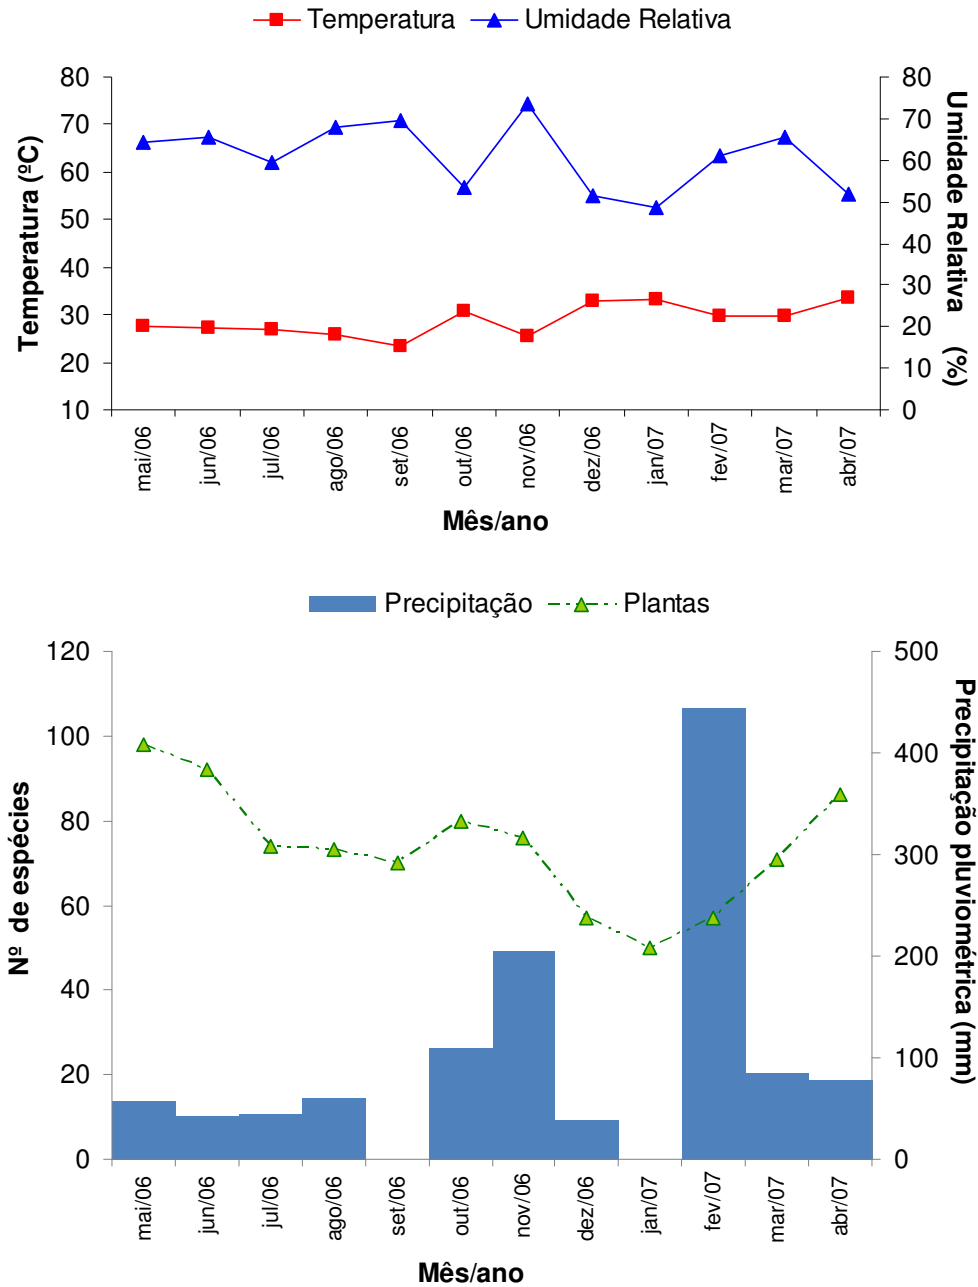 Temperatura Umidade Relativa
80 80
70 70
60 60
50 50
40 40
30 30
20 20
10 10
0
Temperatura (ºC)
Umidade Relativa (%)
mai/06 jun/06 jul/06 ago/06 set/06 out/06 nov/06 dez/06 jan/07 fev/07 mar/07 abr/07
Mês/ano
Precipitação Plantas
120 500
100 400
80 300
60 200
40 100
20 0
0
Nº de espécies
Precipitação pluviométrica (mm)
mai/06 jun/06 jul/06 ago/06 set/06 out/06 nov/06 dez/06 jan/07 fev/07 mar/07 abr/07
Mês/ano